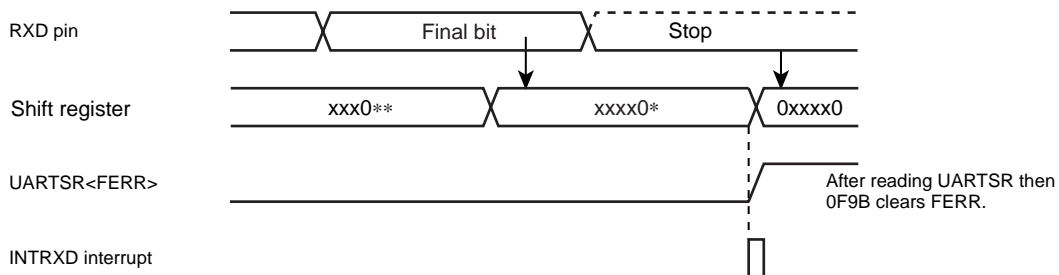 RXD pin
Final bit
Stop
Shift register
xxx0**
xxxx0*
0xxxx0
UARTSR<FERR>
After reading UARTSR then
0F9B clears FERR.
INTRXD interrupt